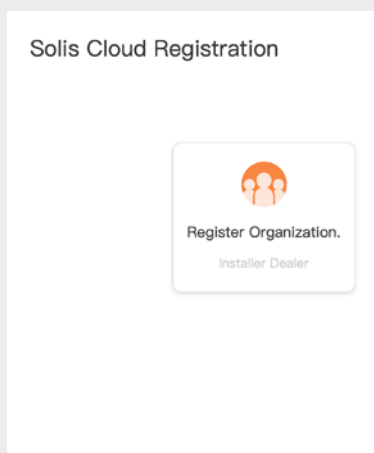 Solis Cloud Registration
Register Organization.
Installer Dealer